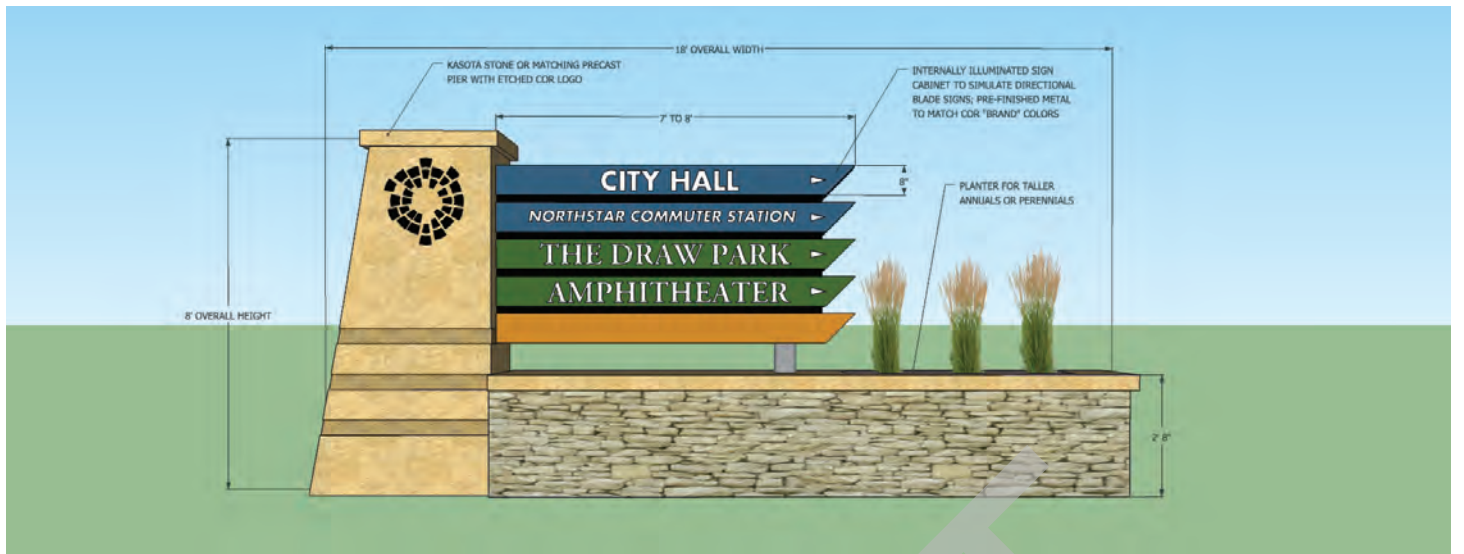 18' OVERALL WIDTH
KASOTA STONE OR MATCHING PRECAST
PIER WITH ETCHED COR LOGO
INTERNALLY ILLUMINATED SIGN
CABINET TO SIMULATE DIRECTIONAL
BLADE SIGNS; PRE-FINISHED METAL
TO MATCH COR "BRAND" COLORS
7' TO 8'
CITY HALL
8"
PLANTER FOR TALLER
ANNUALS OR PERENNIALS
NORTHSTAR COMMUTER STATION
THE DRAW PARK
AMPHITHEATER
8' OVERALL HEIGHT
2' 8"